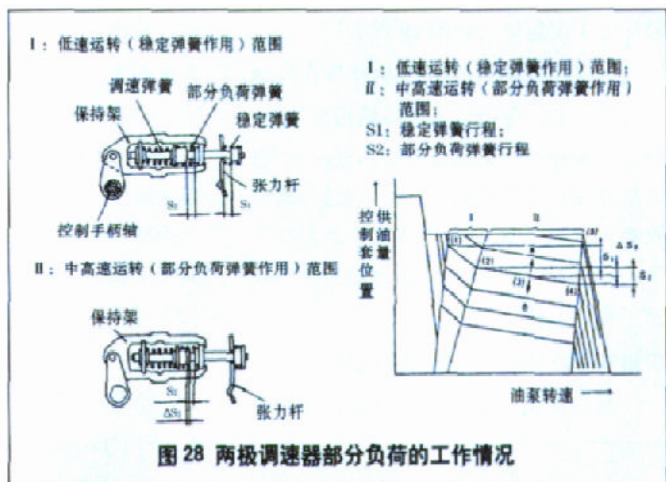 I：低速运转（稳定弹簧作用）范围
调速弹簧
部分负荷弹簧
保持架
稳定弹簧
S₂
S₁
张力杆
控制手柄轴
II：中高速运转（部分负荷弹簧作用）范围
保持架
S₂
ΔS₂
张力杆
I：低速运转（稳定弹簧作用）范围；
II：中高速运转（部分负荷弹簧作用）
范围；
S1：稳定弹簧行程；
S2：部分负荷弹簧行程
供油量
控制套位置
I
II
(1)
(2)
(3)
(4)
(5)
ΔS₂
S₁
S₂
油泵转速
图 28 两极调速器部分负荷的工作情况